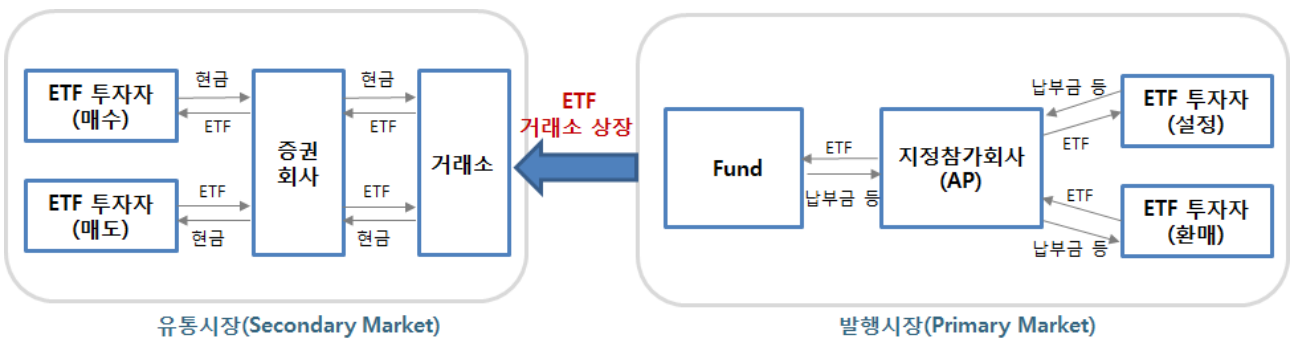 ETF 투자자
(매수)
현금
ETF
ETF 투자자
(매도)
ETF
현금
증권
회사
현금
ETF
ETF
현금
거래소
유통시장(Secondary Market)
ETF
거래소 상장
Fund
ETF
납부금 등
지정참가회사
(AP)
납부금 등
ETF
ETF 투자자
(설정)
ETF
납부금 등
ETF 투자자
(환매)
발행시장(Primary Market)